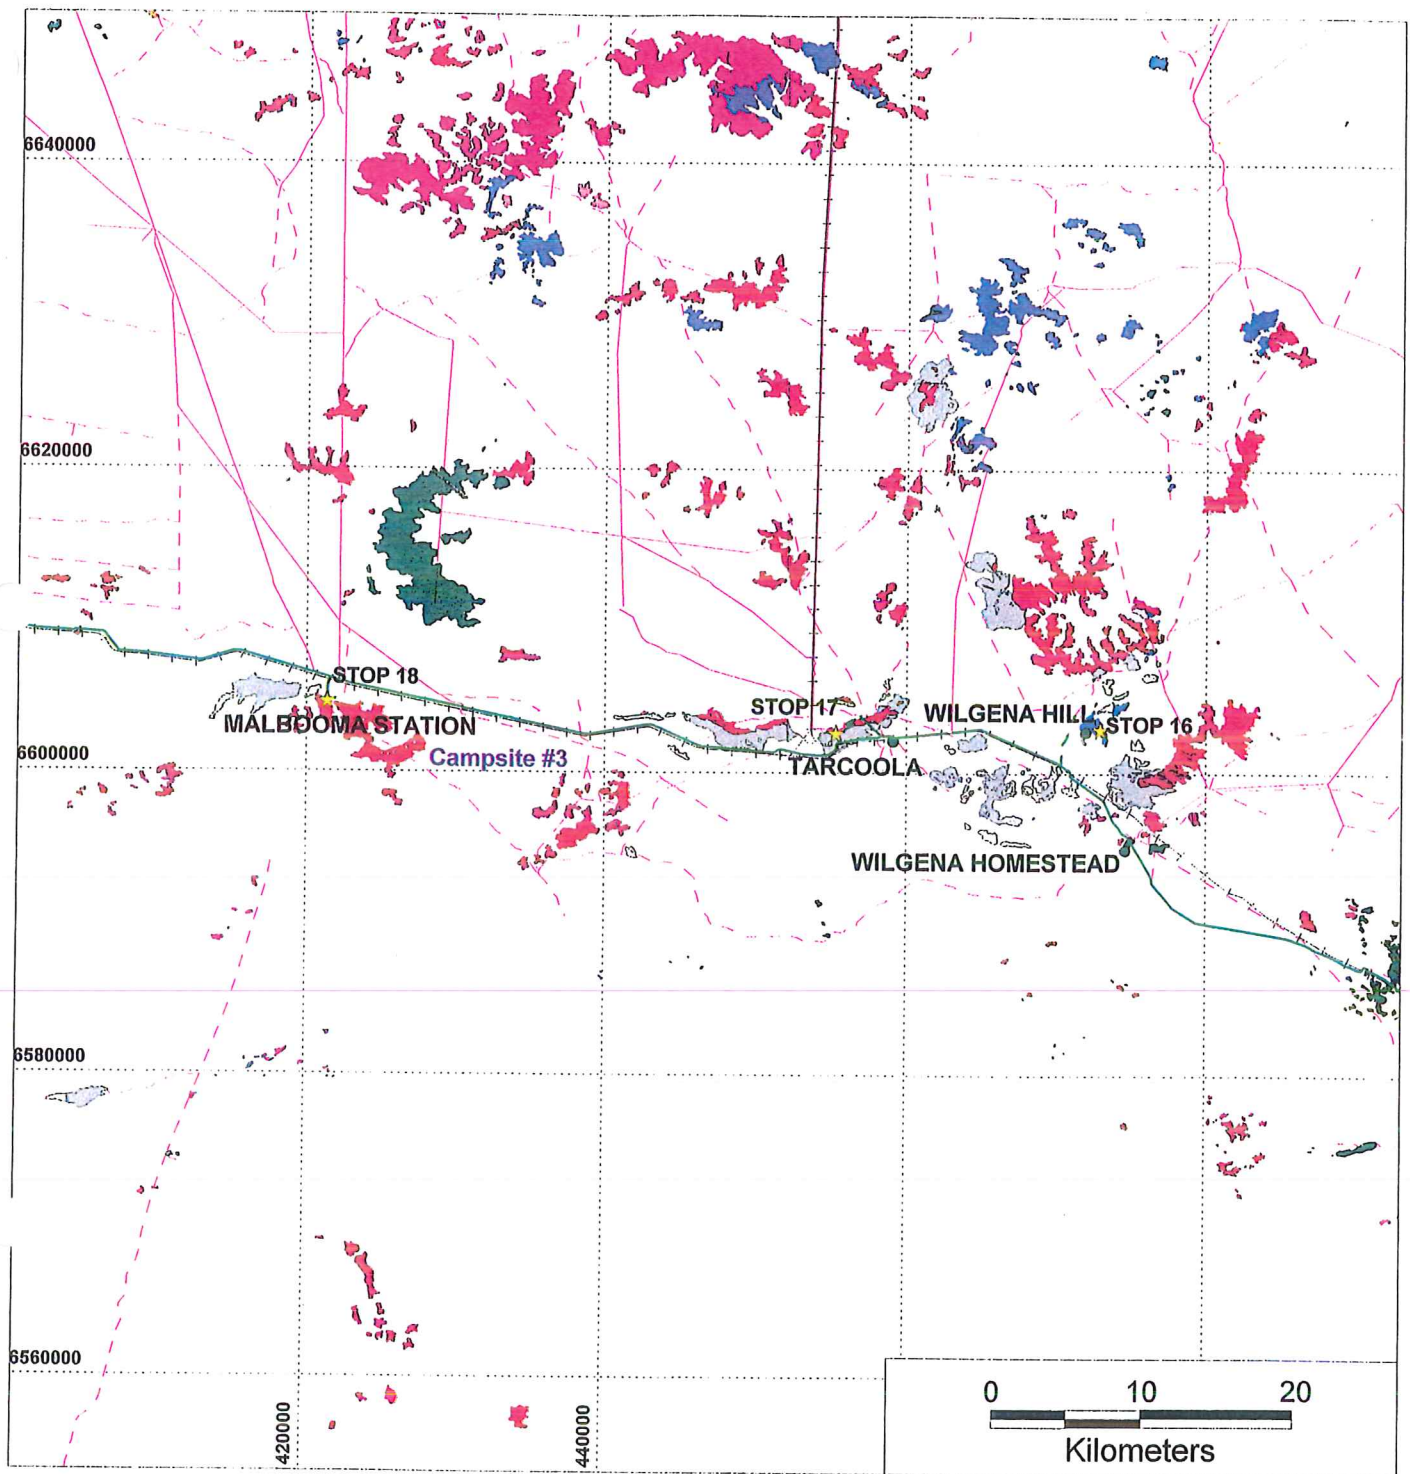 6640000
6620000
STOP 18
MALBOOMA STATION
STOP 17
WILGENA HILL
STOP 16
6600000
Campsite #3
TARCOOLA
WILGENA HOMESTEAD
6580000
6560000
420000
440000
0 10 20
Kilometers